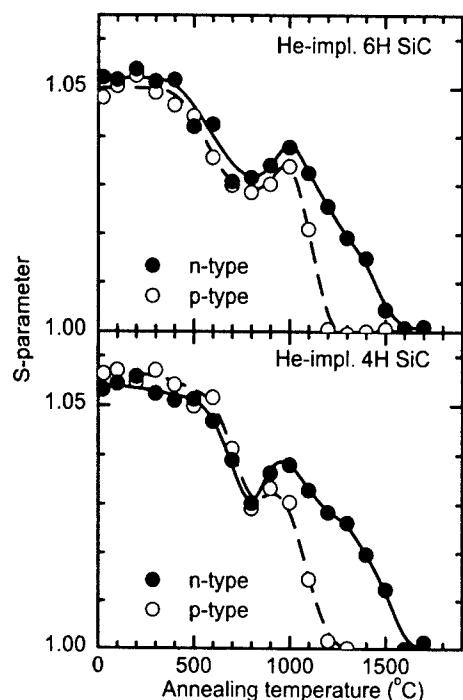 He-impl. 6H SiC
1.05
n-type
p-type
1.00
He-impl. 4H SiC
S-parameter
1.05
n-type
p-type
1.00
0 500 1000 1500
Annealing temperature (°C)